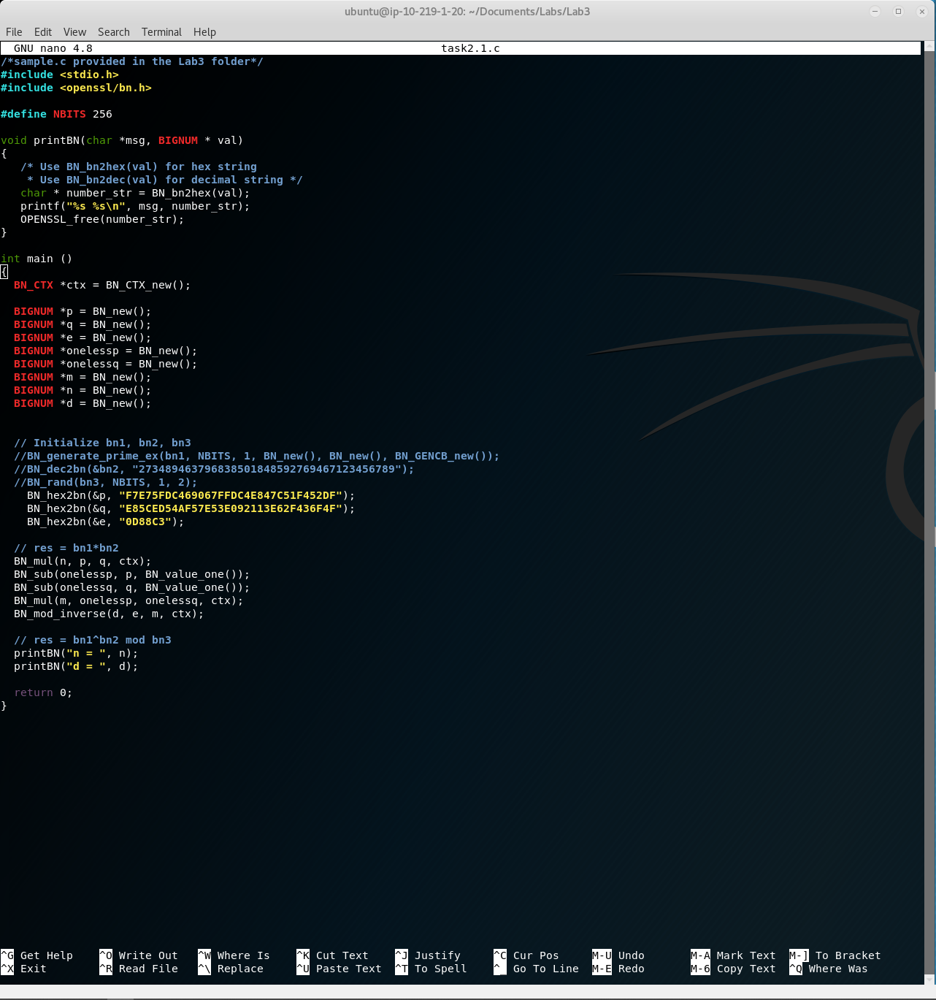 ubuntu@ip-10-219-1-20: ~/Documents/Labs/Lab3
File Edit View Search Terminal Help
GNU nano 4.8 task2.1.c
/*sample.c provided in the Lab3 folder*/
#include <stdio.h>
#include <openssl/bn.h>

#define NBITS 256

void printBN(char *msg, BIGNUM * val)
{
   /* Use BN_bn2hex(val) for hex string
    * Use BN_bn2dec(val) for decimal string */
   char * number_str = BN_bn2hex(val);
   printf("%s %s\n", msg, number_str);
   OPENSSL_free(number_str);
}

int main ()
{
  BN_CTX *ctx = BN_CTX_new();

  BIGNUM *p = BN_new();
  BIGNUM *q = BN_new();
  BIGNUM *e = BN_new();
  BIGNUM *onelessp = BN_new();
  BIGNUM *onelessq = BN_new();
  BIGNUM *m = BN_new();
  BIGNUM *n = BN_new();
  BIGNUM *d = BN_new();


  // Initialize bn1, bn2, bn3
  //BN_generate_prime_ex(bn1, NBITS, 1, BN_new(), BN_new(), BN_GENCB_new());
  //BN_dec2bn(&bn2, "273489463796838501848592769467123456789");
  //BN_rand(bn3, NBITS, 1, 2);
    BN_hex2bn(&p, "F7E75FDC469067FFDC4E847C51F452DF");
    BN_hex2bn(&q, "E85CED54AF57E53E092113E62F436F4F");
    BN_hex2bn(&e, "0D88C3");

  // res = bn1*bn2
  BN_mul(n, p, q, ctx);
  BN_sub(onelessp, p, BN_value_one());
  BN_sub(onelessq, q, BN_value_one());
  BN_mul(m, onelessp, onelessq, ctx);
  BN_mod_inverse(d, e, m, ctx);

  // res = bn1^bn2 mod bn3
  printBN("n = ", n);
  printBN("d = ", d);

  return 0;
}
^G Get Help ^O Write Out ^W Where Is ^K Cut Text ^J Justify ^C Cur Pos M-U Undo M-A Mark Text M-] To Bracket
^X Exit ^R Read File ^\ Replace ^U Paste Text ^T To Spell ^_ Go To Line M-E Redo M-6 Copy Text ^Q Where Was